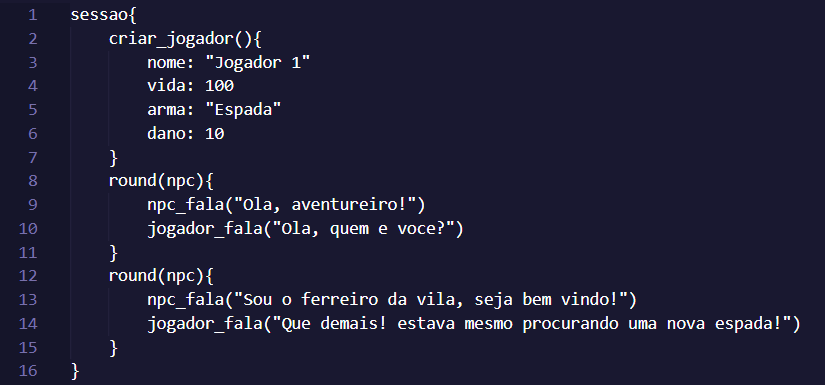 1 sessao{
2 criar_jogador(){
3 nome: "Jogador 1"
4 vida: 100
5 arma: "Espada"
6 dano: 10
7 }
8 round(npc){
9 npc_fala("Ola, aventureiro!")
10 jogador_fala("Ola, quem e voce?")
11 }
12 round(npc){
13 npc_fala("Sou o ferreiro da vila, seja bem vindo!")
14 jogador_fala("Que demais! estava mesmo procurando uma nova espada!")
15 }
16 }